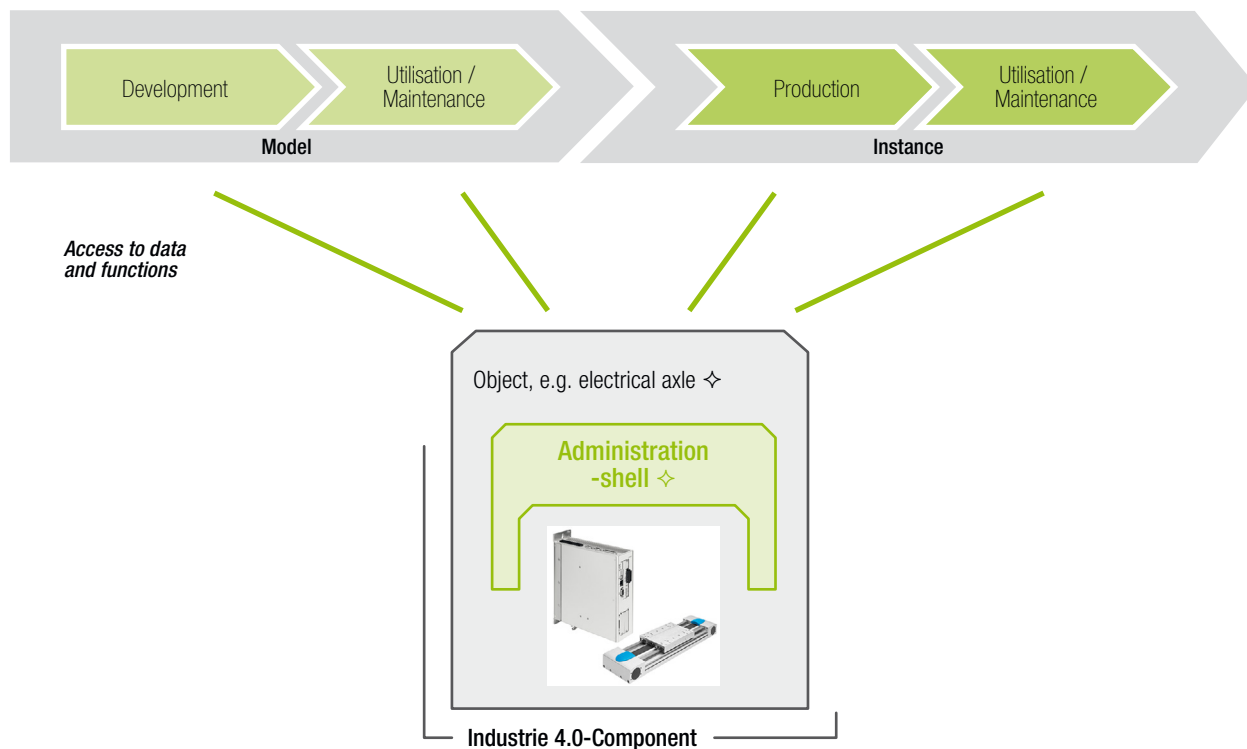 Development
Utilisation /
Maintenance
Production
Utilisation /
Maintenance
Model
Instance
Access to data
and functions
Object, e.g. electrical axle ✧
Administration
-shell ✧
Industrie 4.0-Component